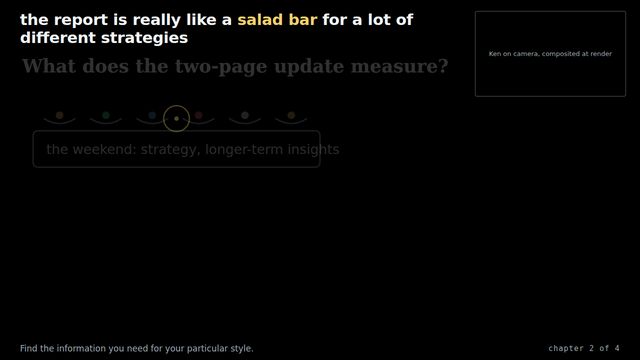 the report is really like a salad bar for a lot of
different strategies
What does the two-page update measure?
Ken on camera, composited at render
the weekend: strategy, longer-term insights
Find the information you need for your particular style.
chapter 2 of 4